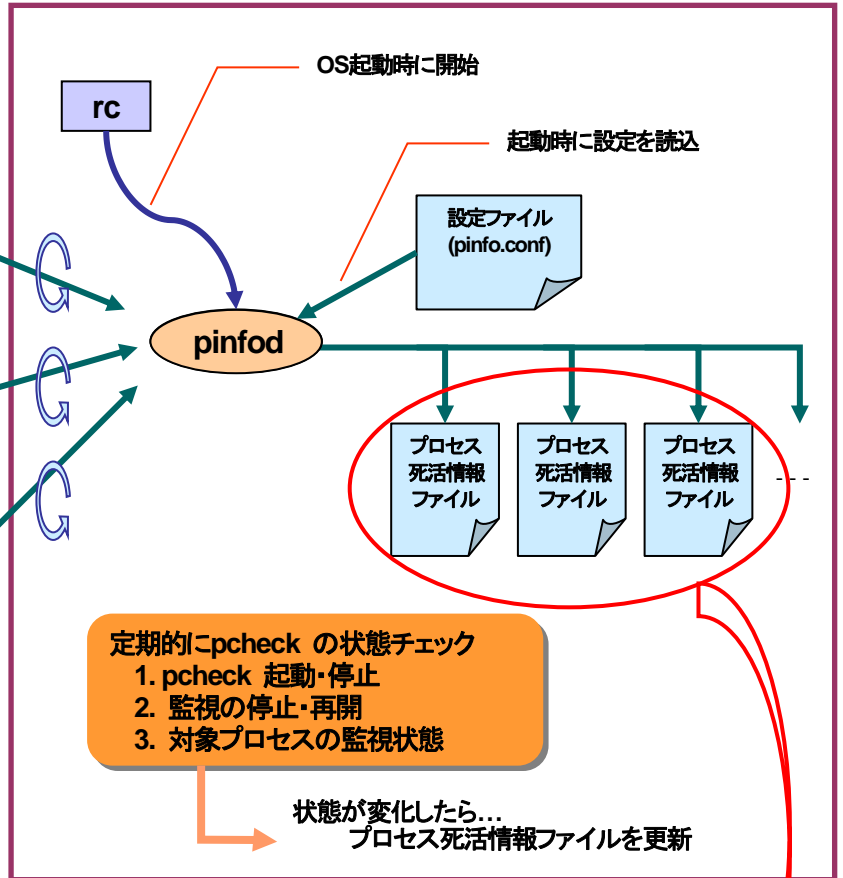 OS起動時に開始
rc
起動時に設定を読込
設定ファイル
(pinfo.conf)
pinfod
プロセス
死活情報
ファイル
プロセス
死活情報
ファイル
プロセス
死活情報
ファイル
- - -
定期的にpcheck の状態チェック
1. pcheck 起動・停止
2. 監視の停止・再開
3. 対象プロセスの監視状態
状態が変化したら...
プロセス死活情報ファイルを更新